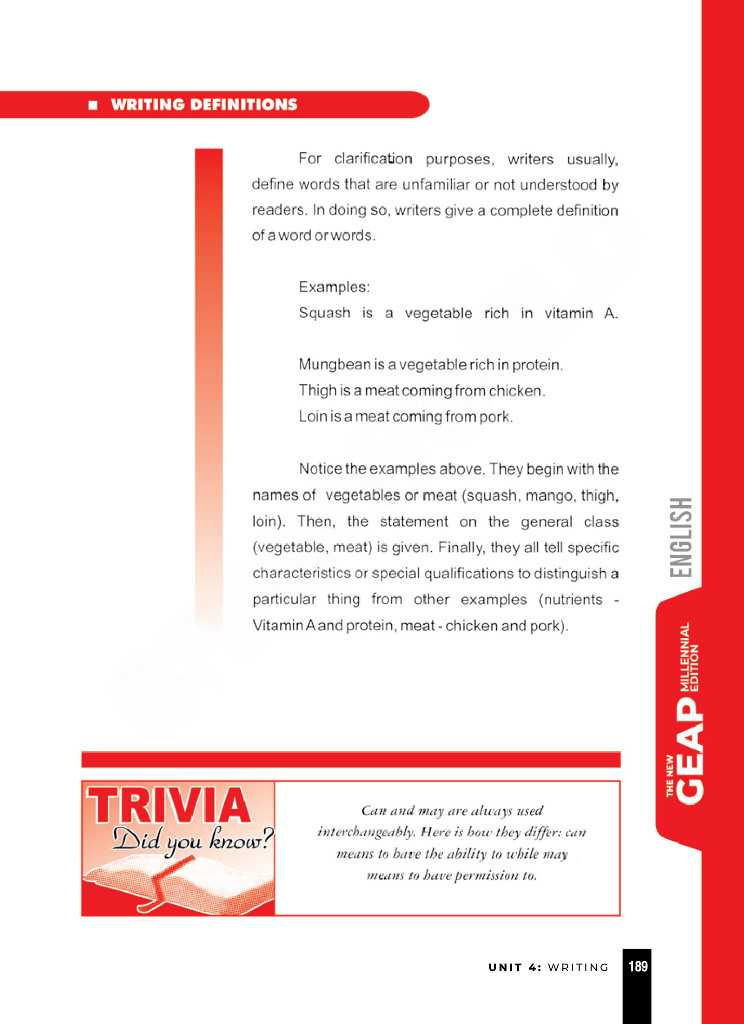 ■ WRITING DEFINITIONS
For clarification purposes, writers usually,
define words that are unfamiliar or not understood by
readers. In doing so, writers give a complete definition
of a word or words.
Examples:
Squash is a vegetable rich in vitamin A.
Mungbean is a vegetable rich in protein.
Thigh is a meat coming from chicken.
Loin is a meat coming from pork.
Notice the examples above. They begin with the
names of vegetables or meat (squash, mango, thigh,
loin). Then, the statement on the general class
(vegetable, meat) is given. Finally, they all tell specific
characteristics or special qualifications to distinguish a
particular thing from other examples (nutrients -
Vitamin A and protein, meat - chicken and pork).
ENGLISH
THE NEW
GEAP
MILLENNIAL
EDITION
TRIVIA
Did you know?
Can and may are always used
interchangeably. Here is how they differ: can
means to have the ability to while may
means to have permission to.
UNIT 4: WRITING 189